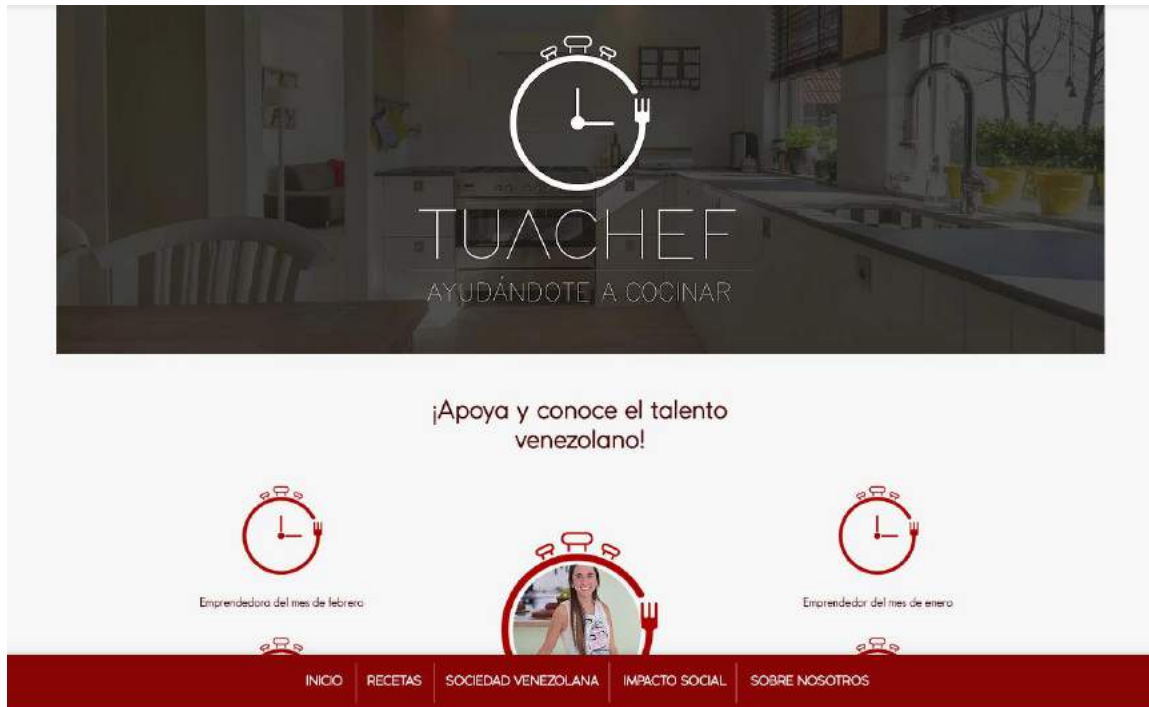 TUACHEF
AYUDÁNDOTE A COCINAR
¡Apoya y conoce el talento
venezolano!
Emprendedora del mes de febrero
Emprendedor del mes de enero
INICIO
RECETAS
SOCIEDAD VENEZOLANA
IMPACTO SOCIAL
SOBRE NOSOTROS